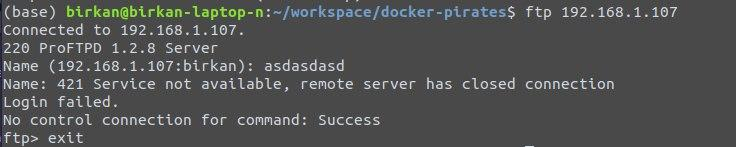 (base) birkan@birkan-laptop-n:~/workspace/docker-pirates$ ftp 192.168.1.107
Connected to 192.168.1.107.
220 ProFTPD 1.2.8 Server
Name (192.168.1.107:birkan): asdasdasd
Name: 421 Service not available, remote server has closed connection
Login failed.
No control connection for command: Success
ftp> exit